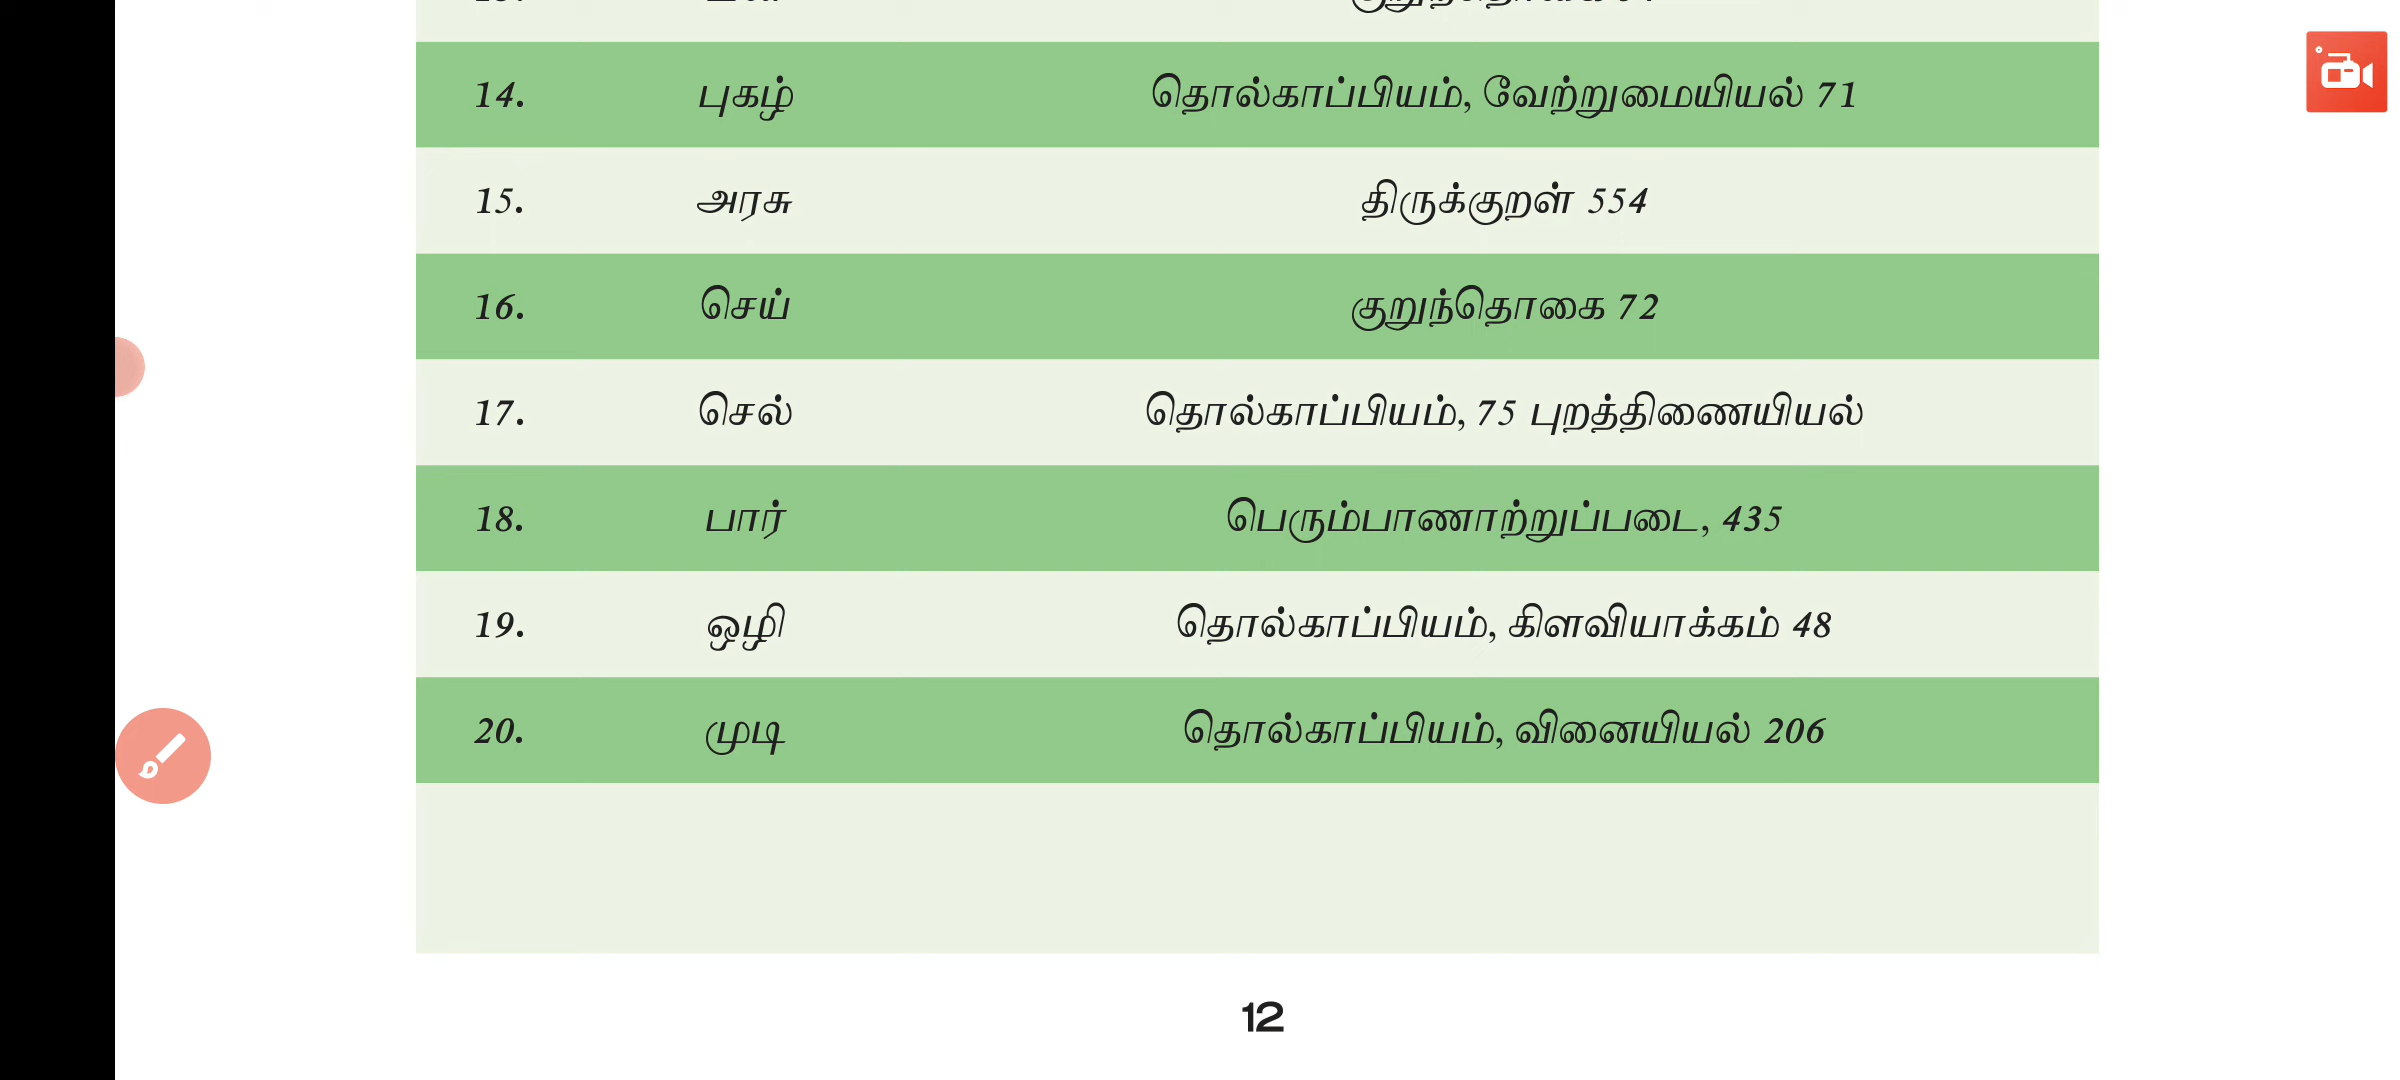 14. புகழ் தொல்காப்பியம், வேற்றுமையியல் 71
15. அரசு திருக்குறள் 554
16. செய் குறுந்தொகை 72
17. செல் தொல்காப்பியம், 75 புறத்திணையியல்
18. பார் பெரும்பாணாற்றுப்படை, 435
19. ஒழி தொல்காப்பியம், கிளவியாக்கம் 48
20. முடி தொல்காப்பியம், வினையியல் 206
12